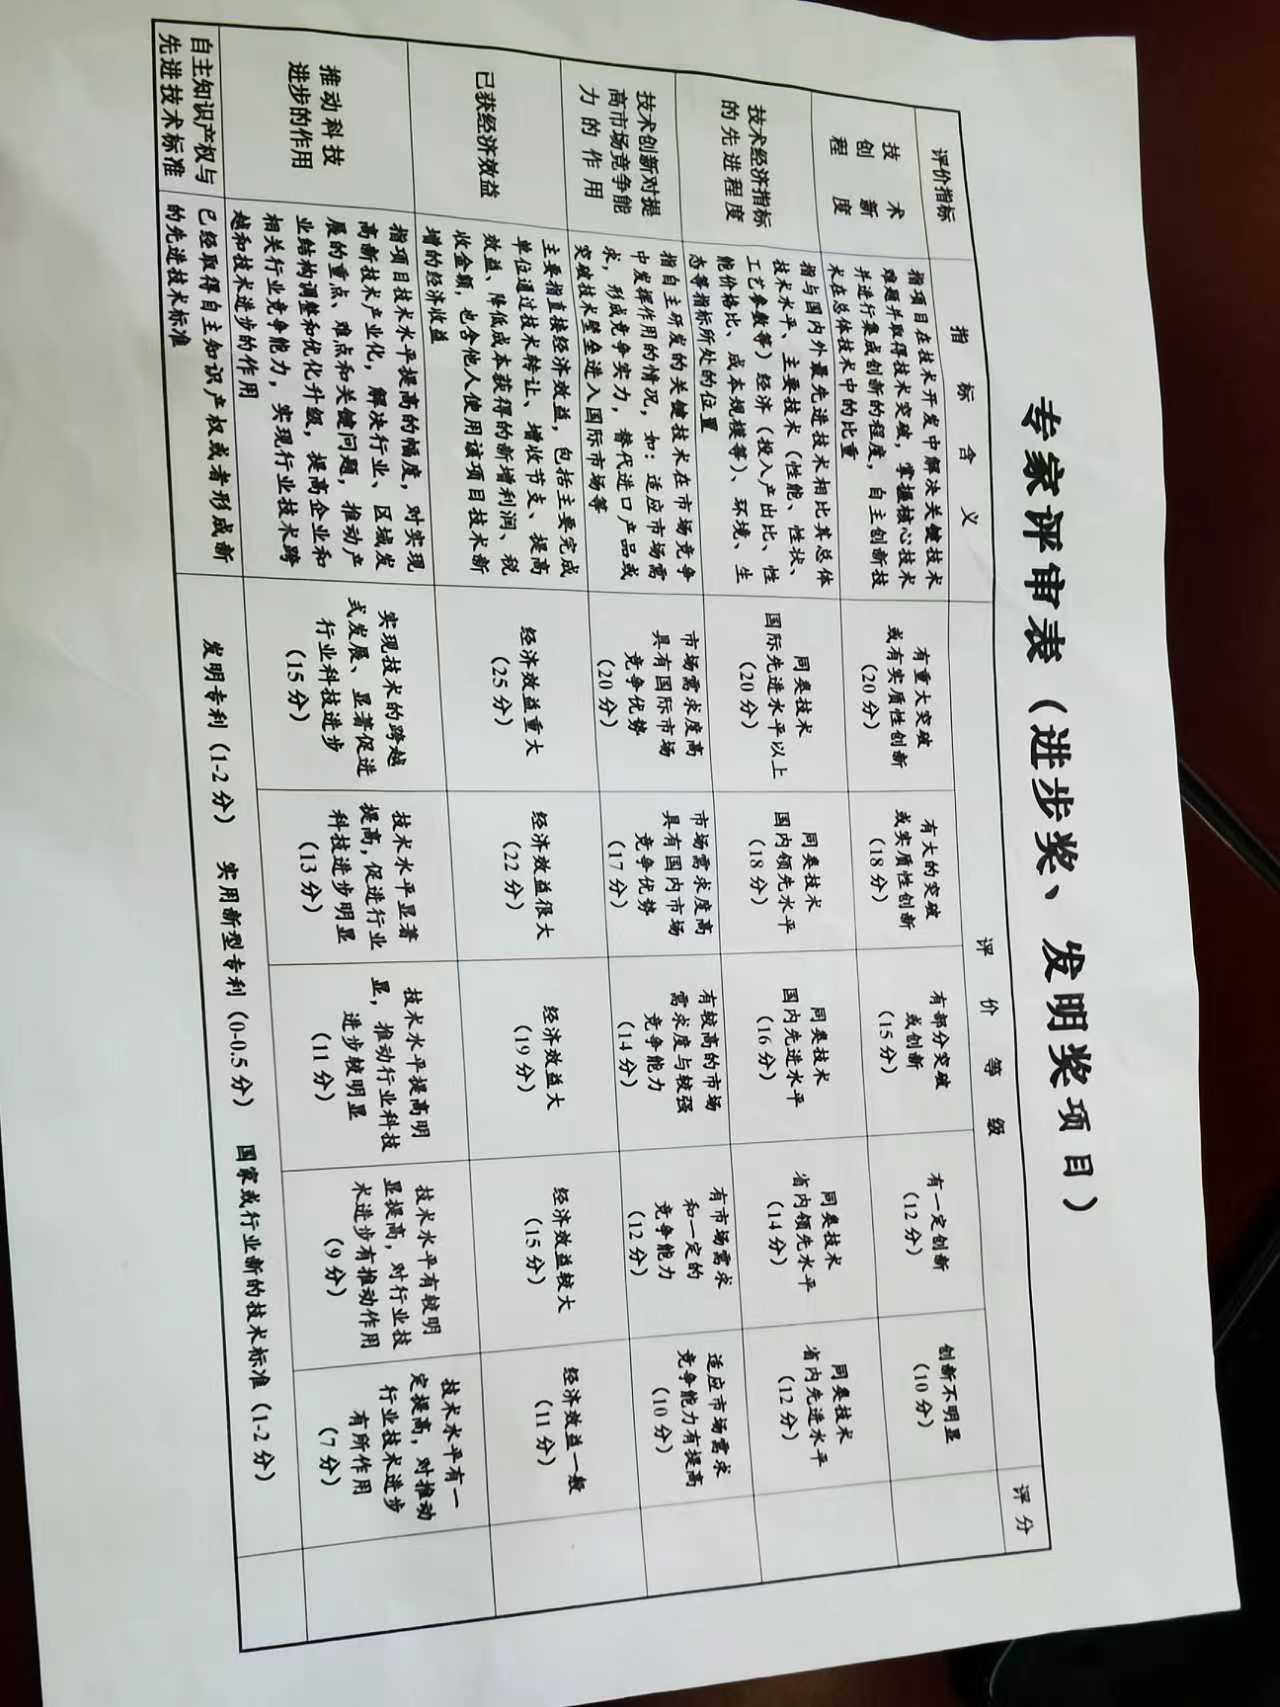 专家评审表（进步奖、发明奖项目）
评价指标
指标含义
评价等级
评分
技术
创新
程度
指项目在技术开发中解决关键技术
难题并取得技术突破，掌握核心技术
并进行集成创新的程度，自主创新技
术在总体技术中的比重
有重大突破
或有实质性创新
（20分）
有大的突破
或实质性创新
（18分）
有部分突破
或创新
（15分）
有一定创新
（12分）
创新不明显
（10分）
技术经济指标
的先进程度
指与国内外最先进技术相比其总体
技术水平、主要技术（性能、性状、
工艺参数等）经济（投入产出比、性
能价格比、成本规模等）、环境、生
态等指标所处的位置
同类技术
国际先进水平以上
（20分）
同类技术
国内领先水平
（18分）
同类技术
国内先进水平
（16分）
同类技术
省内领先水平
（14分）
同类技术
省内先进水平
（12分）
技术创新对提
高市场竞争能
力的作用
指自主研发的关键技术在市场竞争
中发挥作用的情况，如：适应市场需
求，形成竞争实力，替代进口产品或
突破技术壁垒进入国际市场等
市场需求度高
具有国际市场
竞争优势
（20分）
市场需求度高
具有国内市场
竞争优势
（17分）
有较高的市场
需求度与较强
竞争能力
（14分）
有市场需求
和一定的
竞争能力
（12分）
适应市场需求
竞争能力有提高
（10分）
已获经济效益
主要指直接经济效益，包括主要完成
单位通过技术转让、增收节支、提高
效益、降低成本获得的新增利润、税
收金额，也含他人使用该项目技术新
增的经济收益
经济效益重大
（25分）
经济效益很大
（22分）
经济效益大
（19分）
经济效益较大
（15分）
经济效益一般
（11分）
推动科技
进步的作用
指项目技术水平提高的幅度，对实现
高新技术产业化，解决行业、区域发
展的重点、难点和关键问题，推动产
业结构调整和优化升级，提高企业和
相关行业竞争能力，实现行业技术跨
越和技术进步的作用
实现技术的跨越
式发展、显著促进
行业科技进步
（15分）
技术水平显著
提高，促进行业
科技进步明显
（13分）
技术水平提高明
显，推动行业科技
进步较明显
（11分）
技术水平有较明
显提高，对行业技
术进步有推动作用
（9分）
技术水平有一
定提高，对推动
行业技术进步
有所作用
（7分）
自主知识产权与
先进技术标准
已经取得自主知识产权或者形成新
的先进技术标准
发明专利（1-2分） 实用新型专利（0-0.5分） 国家或行业新的技术标准（1-2分）